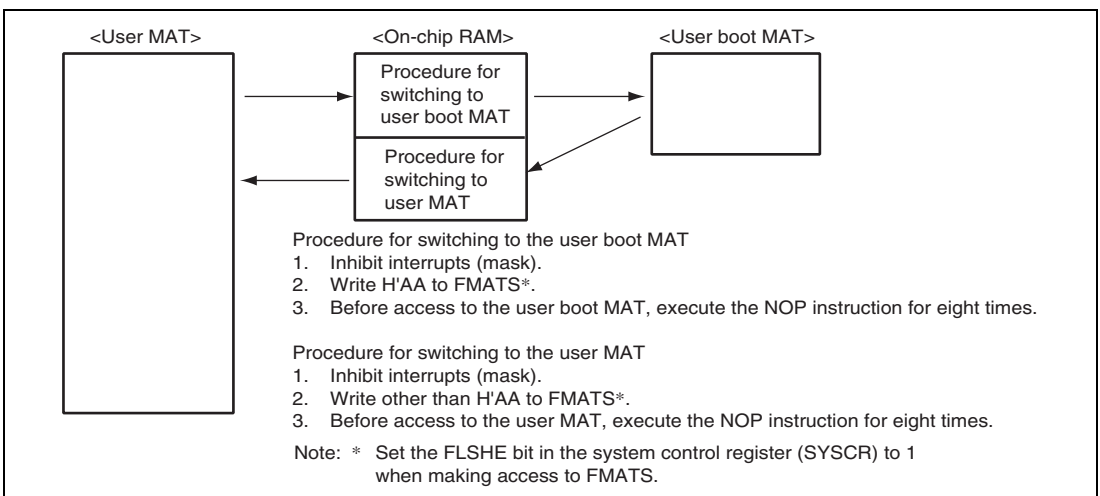 <User MAT>
<On-chip RAM>
<User boot MAT>
Procedure for
switching to
user boot MAT
Procedure for
switching to
user MAT
Procedure for switching to the user boot MAT
1. Inhibit interrupts (mask).
2. Write H'AA to FMATS*.
3. Before access to the user boot MAT, execute the NOP instruction for eight times.
Procedure for switching to the user MAT
1. Inhibit interrupts (mask).
2. Write other than H'AA to FMATS*.
3. Before access to the user MAT, execute the NOP instruction for eight times.
Note: * Set the FLSHE bit in the system control register (SYSCR) to 1
when making access to FMATS.